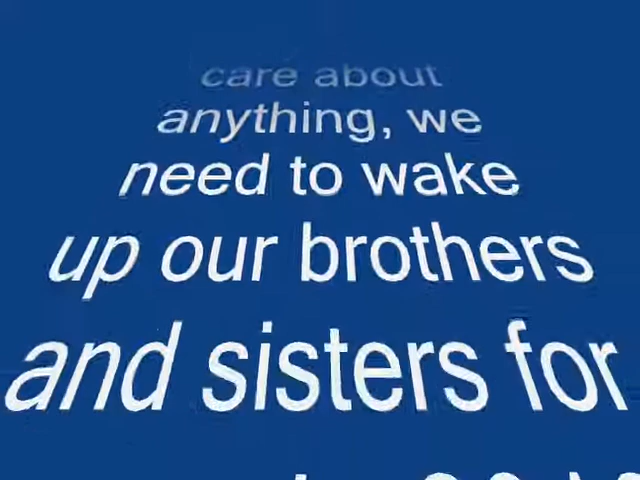 care about
anything, we
need to wake
up our brothers
and sisters for